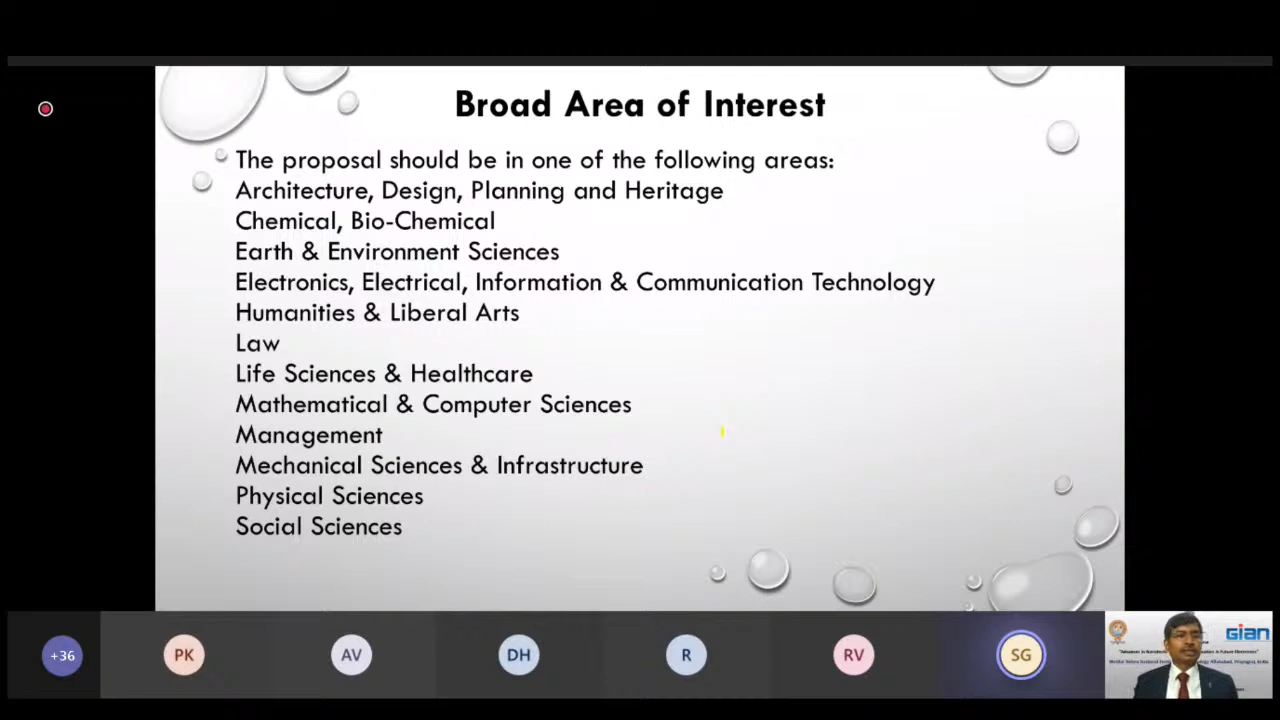 Broad Area of Interest
The proposal should be in one of the following areas:
Architecture, Design, Planning and Heritage
Chemical, Bio-Chemical
Earth & Environment Sciences
Electronics, Electrical, Information & Communication Technology
Humanities & Liberal Arts
Law
Life Sciences & Healthcare
Mathematical & Computer Sciences
Management
Mechanical Sciences & Infrastructure
Physical Sciences
Social Sciences
+36
PK
AV
DH
R
RV
SG
GIAN